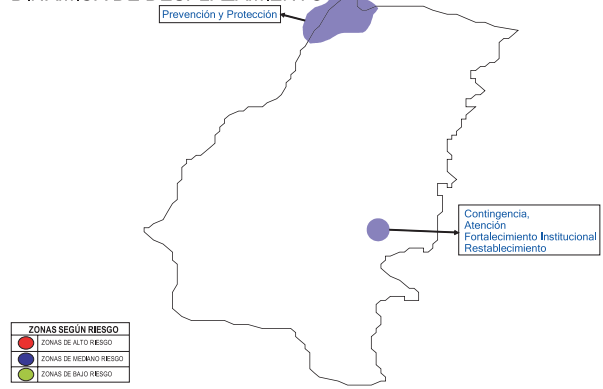 Prevención y Protección
Contingencia,
Atención
Fortalecimiento Institucional
Restablecimiento
ZONAS SEGÚN RIESGO
ZONAS DE ALTO RIESGO
ZONAS DE MEDIANO RIESGO
ZONAS DE BAJO RIESGO